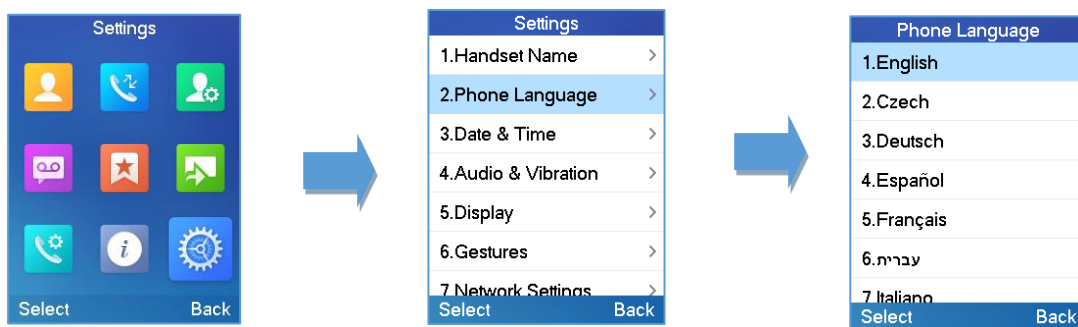 Settings
Select Back
Settings
1.Handset Name
2.Phone Language
3.Date & Time
4.Audio & Vibration
5.Display
6.Gestures
7.Network Settings
Select Back
Phone Language
1.English
2.Czech
3.Deutsch
4.Español
5.Français
6.עברית
7.Italiano
Select Back